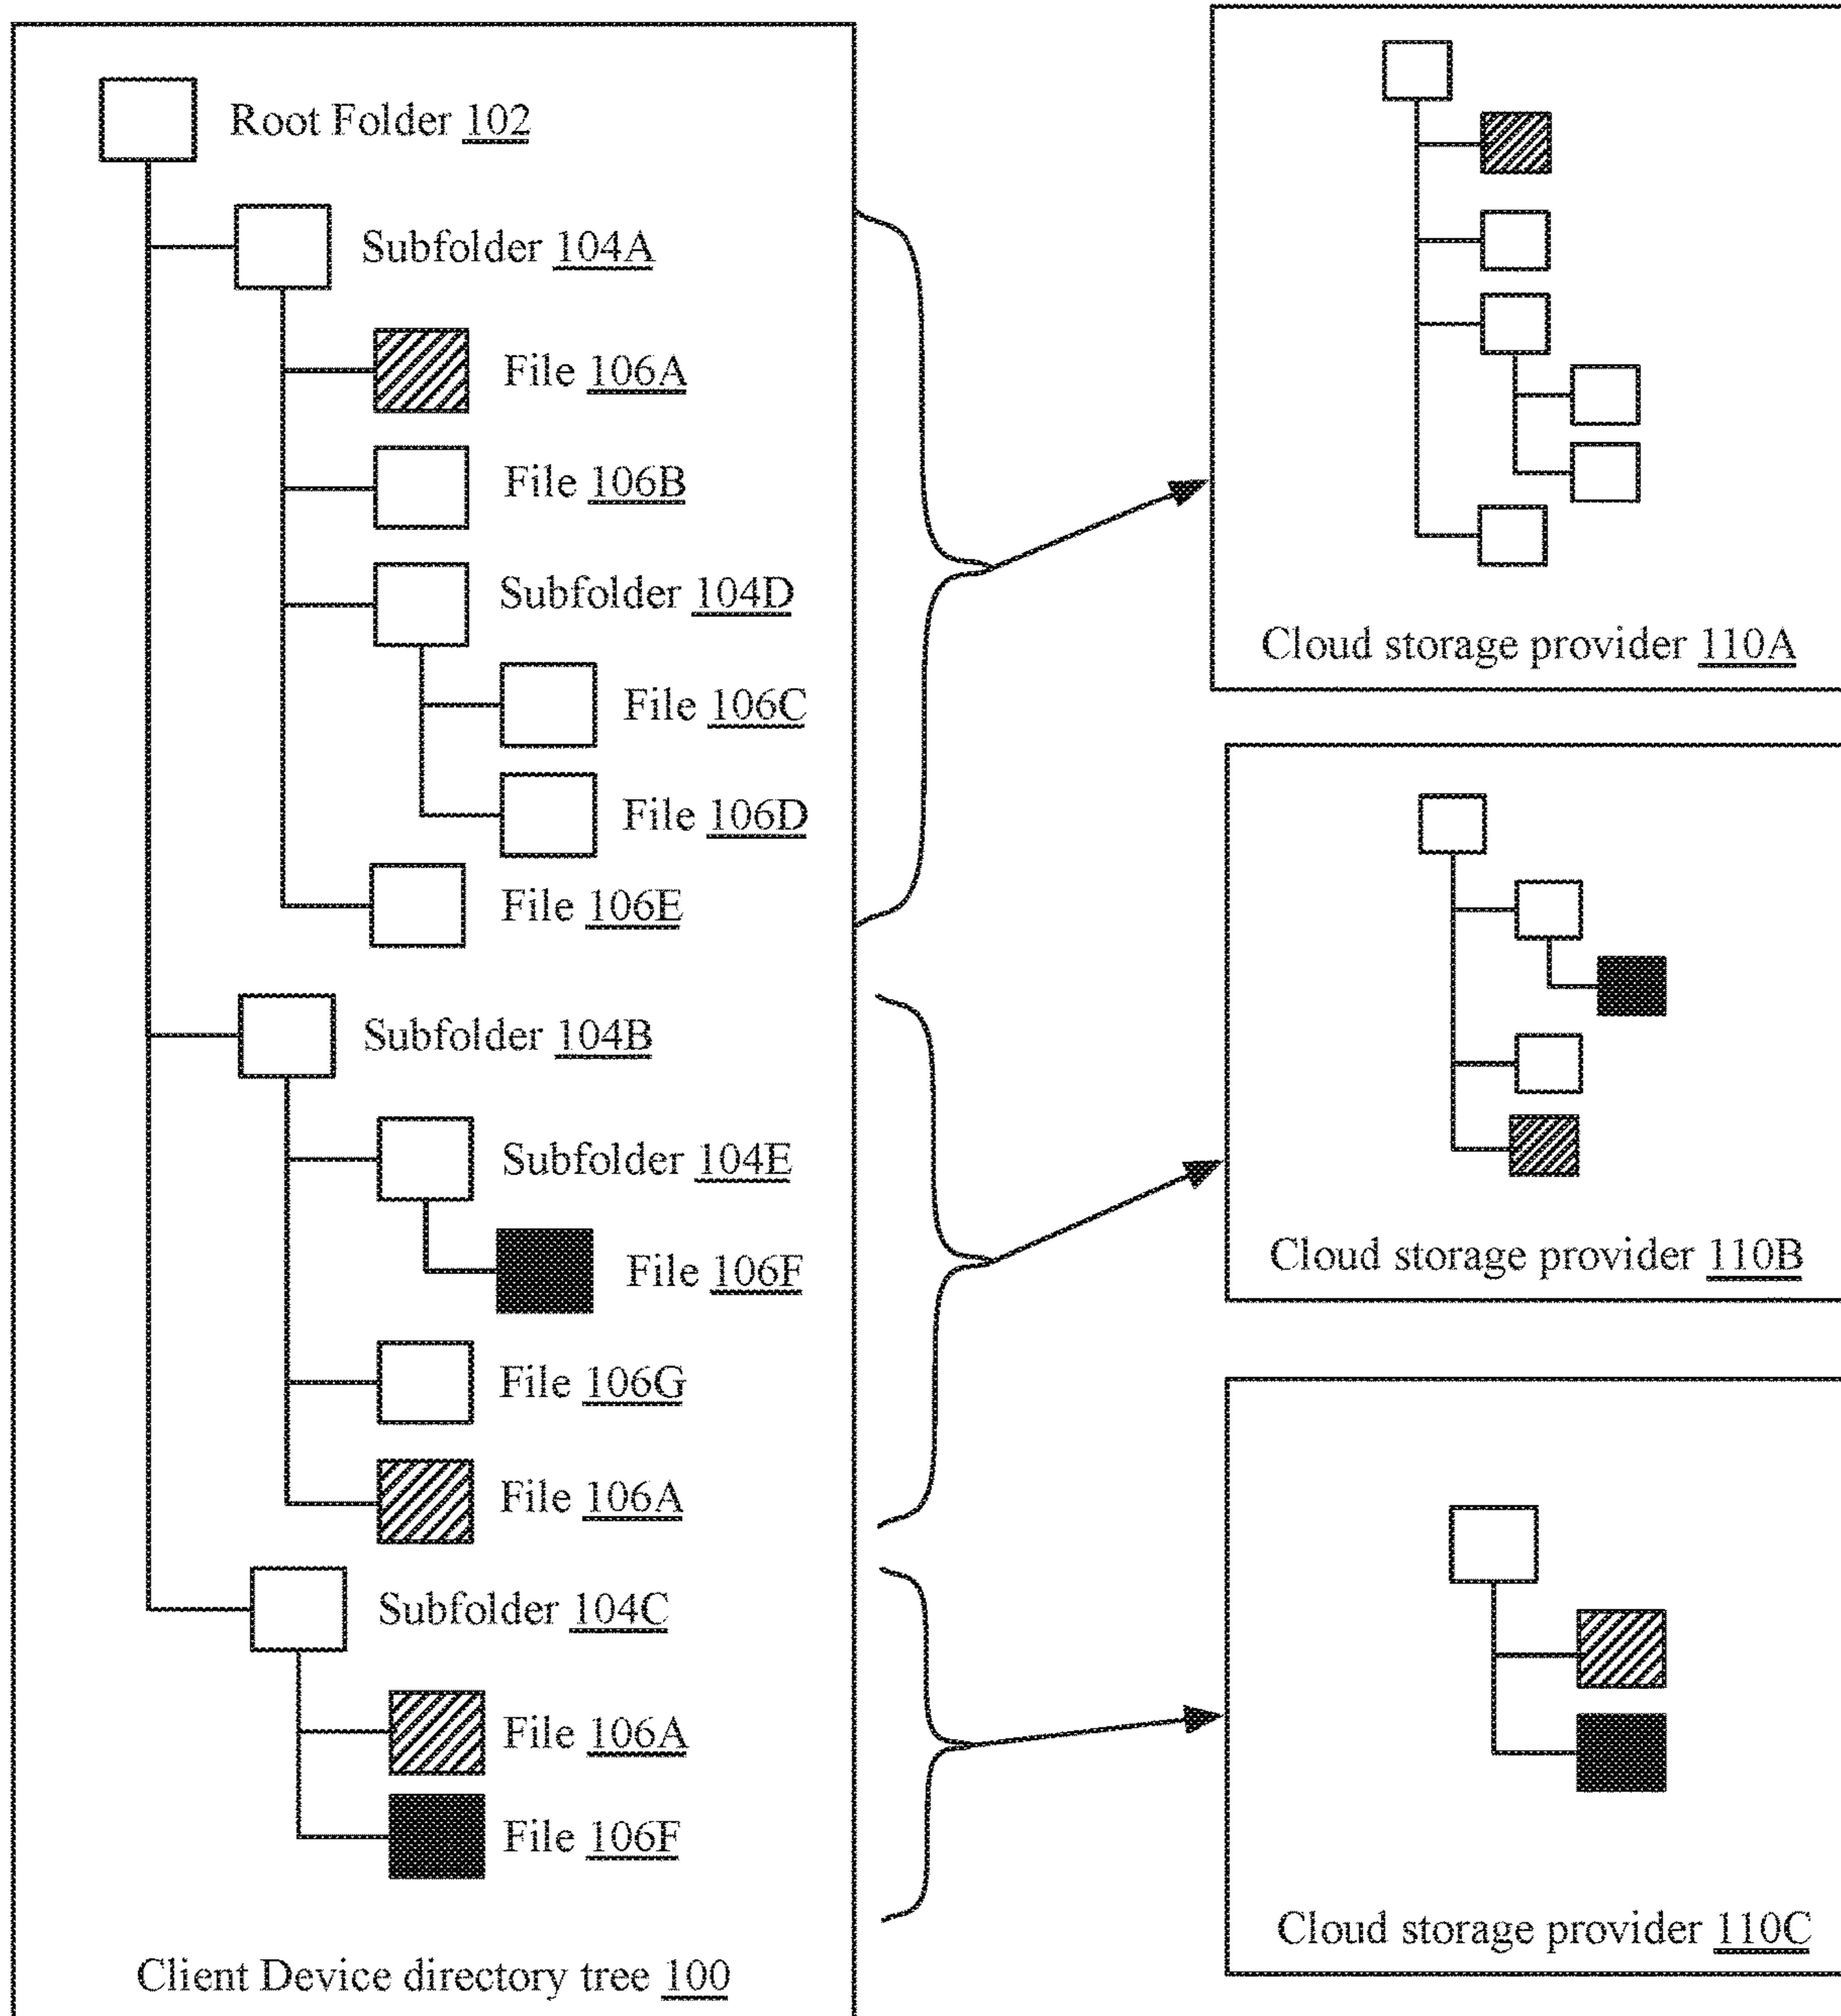 Root Folder 102
Subfolder 104A
File 106A
File 106B
Subfolder 104D
File 106C
File 106D
File 106E
Subfolder 104B
Subfolder 104E
File 106F
File 106G
File 106A
Subfolder 104C
File 106A
File 106F
Client Device directory tree 100
Cloud storage provider 110A
Cloud storage provider 110B
Cloud storage provider 110C